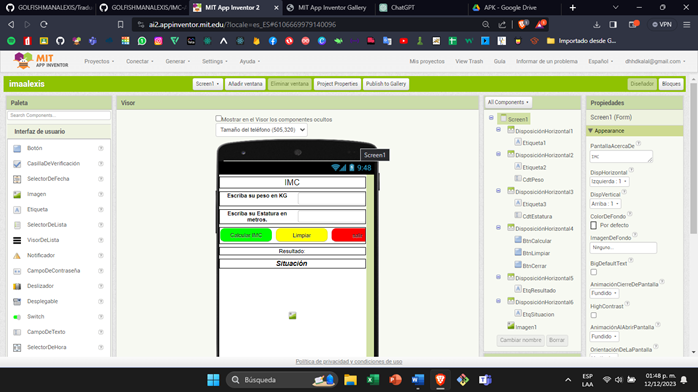 GOLFISHMANALEXIS/Tradu
GOLFISHMANALEXIS/IMC-
MIT App Inventor 2
MIT App Inventor Gallery
ChatGPT
APK - Google Drive
ai2.appinventor.mit.edu/?locale=es_ES#6106669979140096
VPN
Importado desde G...
MIT
APP INVENTOR
Proyectos
Conectar
Generar
Settings
Ayuda
Mis proyectos
View Trash
Guía
Informar de un problema
Español
dhhdkalal@gmail.com
imaalexis
Screen1
Añadir ventana
Eliminar ventana
Project Properties
Publish to Gallery
Diseñador
Bloques
Paleta
Search Components...
Interfaz de usuario
Botón
CasillaDeVerificación
SelectorDeFecha
Imagen
Etiqueta
SelectorDeLista
VisorDeLista
Notificador
CampoDeContraseña
Deslizador
Desplegable
Switch
CampoDeTexto
SelectorDeHora
Visor
Mostrar en el Visor los componentes ocultos
Tamaño del teléfono (505,320)
Screen1
9:48
IMC
Escriba su peso en KG
Escriba su Estatura en
metros.
Calcular IMC
Limpiar
Resultado
Situación
All Components
Screen1
DisposiciónHorizontal1
Etiqueta1
DisposiciónHorizontal2
Etiqueta2
CdtPeso
DisposiciónHorizontal3
Etiqueta3
CdtEstatura
DisposiciónHorizontal4
BtnCalcular
BtnLimpiar
BtnCerrar
DisposiciónHorizontal5
EtqResultado
DisposiciónHorizontal6
EtqSituacion
Imagen1
Cambiar nombre
Borrar
Propiedades
Screen1 (Form)
Appearance
PantallaAcercaDe
IMC
DispHorizontal
Izquierda : 1
DispVertical
Arriba : 1
ColorDeFondo
Por defecto
ImagenDeFondo
Ninguno...
BigDefaultText
AnimaciónCierreDePantalla
Fundido
HighContrast
AnimaciónAlAbrirPantalla
Fundido
OrientaciónDeLaPantalla
Política de privacidad y condiciones de uso
Búsqueda
ESP
LAA
01:48 p. m.
12/12/2023